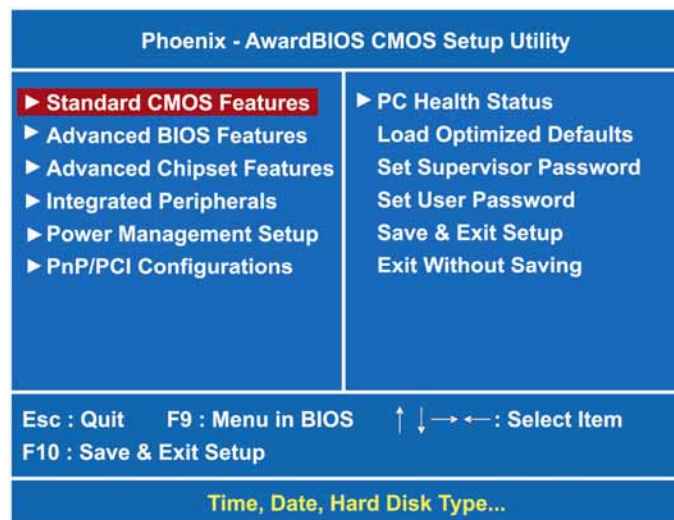 Phoenix - AwardBIOS CMOS Setup Utility
▶ Standard CMOS Features
▶ Advanced BIOS Features
▶ Advanced Chipset Features
▶ Integrated Peripherals
▶ Power Management Setup
▶ PnP/PCI Configurations
▶ PC Health Status
Load Optimized Defaults
Set Supervisor Password
Set User Password
Save & Exit Setup
Exit Without Saving
Esc : Quit F9 : Menu in BIOS ↑ ↓ → ← : Select Item
F10 : Save & Exit Setup
Time, Date, Hard Disk Type...